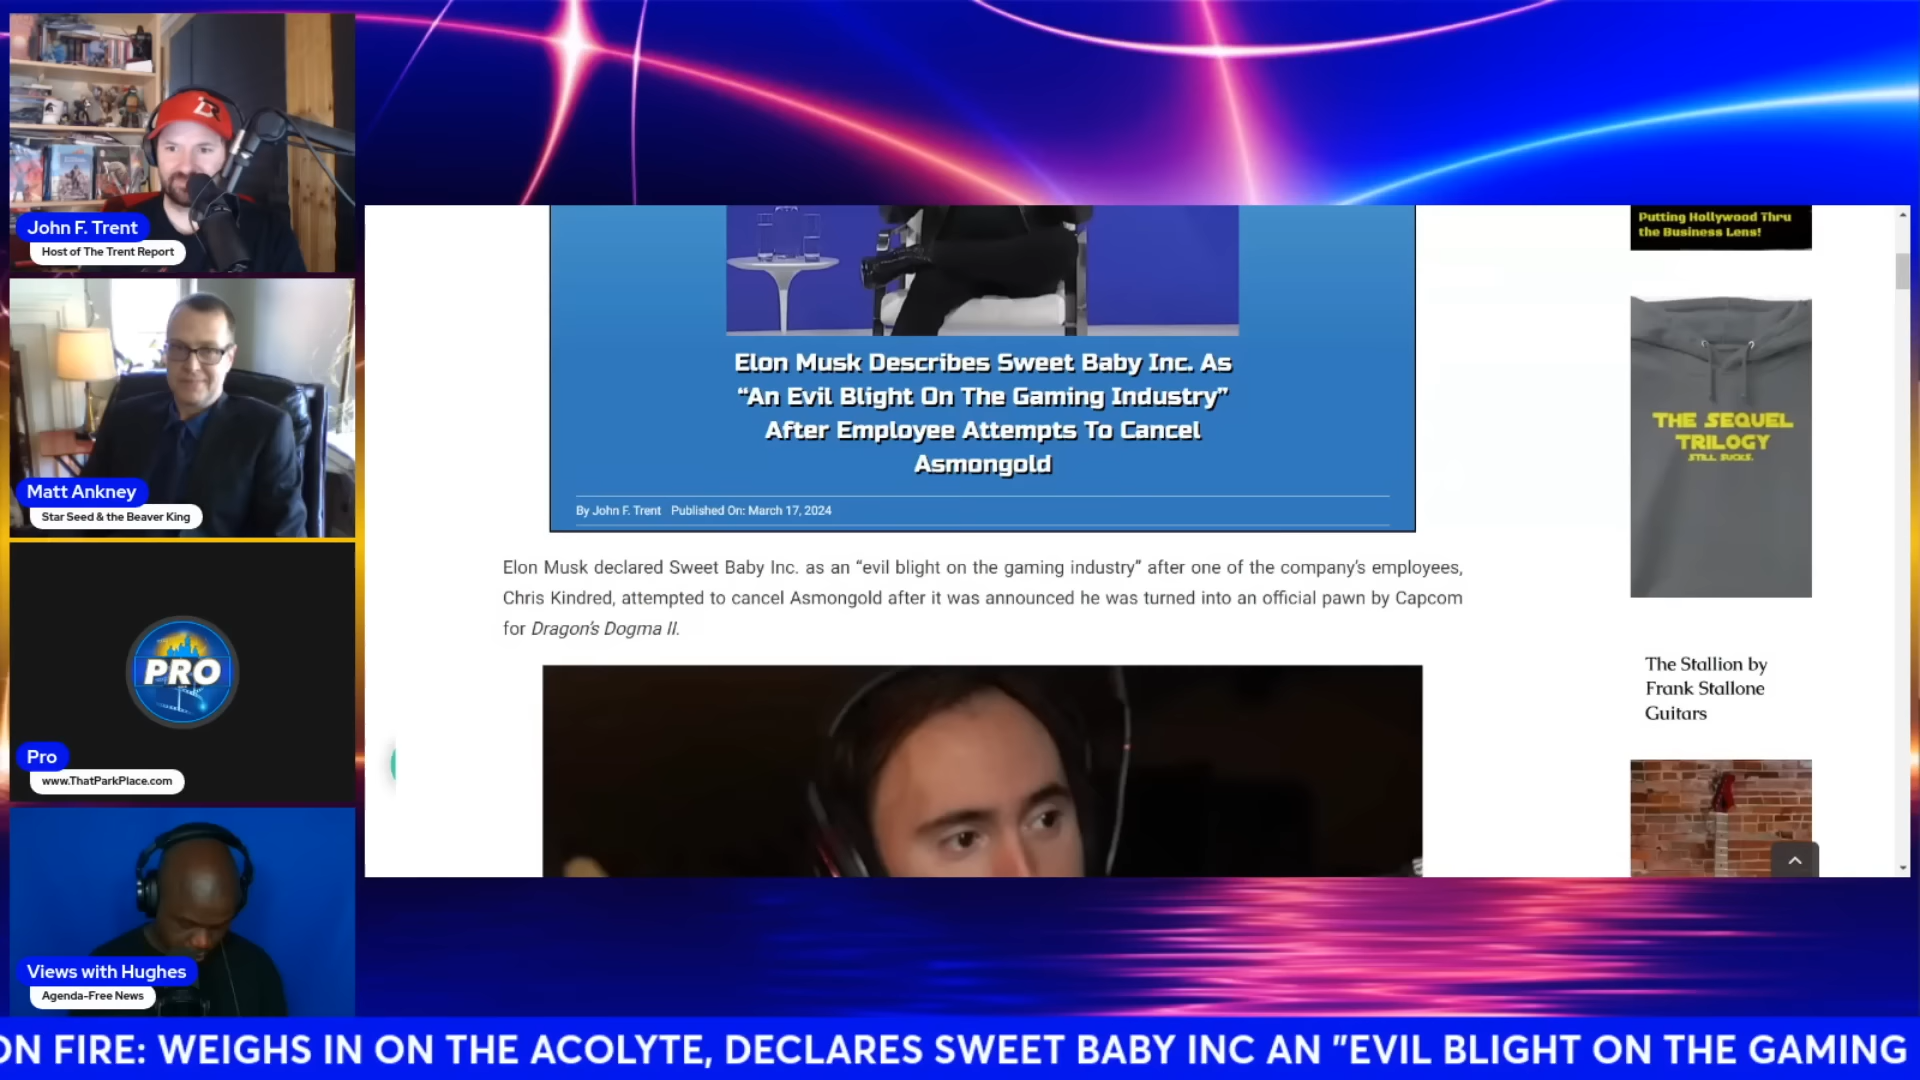 John F. Trent
Host of The Trent Report
Matt Ankney
Star Seed & the Beaver King
PRO
Pro
www.ThatParkPlace.com
Views with Hughes
Agenda-Free News
Elon Musk Describes Sweet Baby Inc. As
“An Evil Blight On The Gaming Industry”
After Employee Attempts To Cancel
Asmongold
By John F. Trent Published On: March 17, 2024
Elon Musk declared Sweet Baby Inc. as an “evil blight on the gaming industry” after one of the company’s employees,
Chris Kindred, attempted to cancel Asmongold after it was announced he was turned into an official pawn by Capcom
for Dragon’s Dogma II.
Putting Hollywood Thru
the Business Lens!
THE SEQUEL
TRILOGY
STILL SUCKS.
The Stallion by
Frank Stallone
Guitars
ON FIRE: WEIGHS IN ON THE ACOLYTE, DECLARES SWEET BABY INC AN "EVIL BLIGHT ON THE GAMING